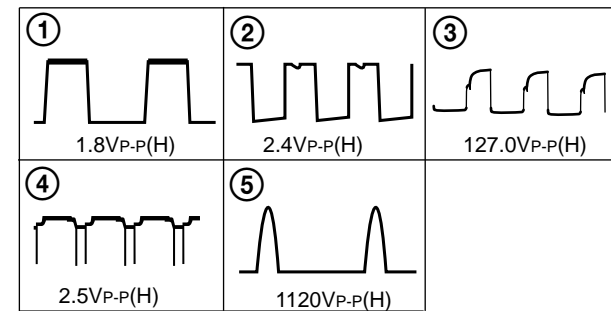 ① ② ③
1.8VP-P(H) 2.4VP-P(H) 127.0VP-P(H)
④ ⑤
2.5VP-P(H) 1120VP-P(H)